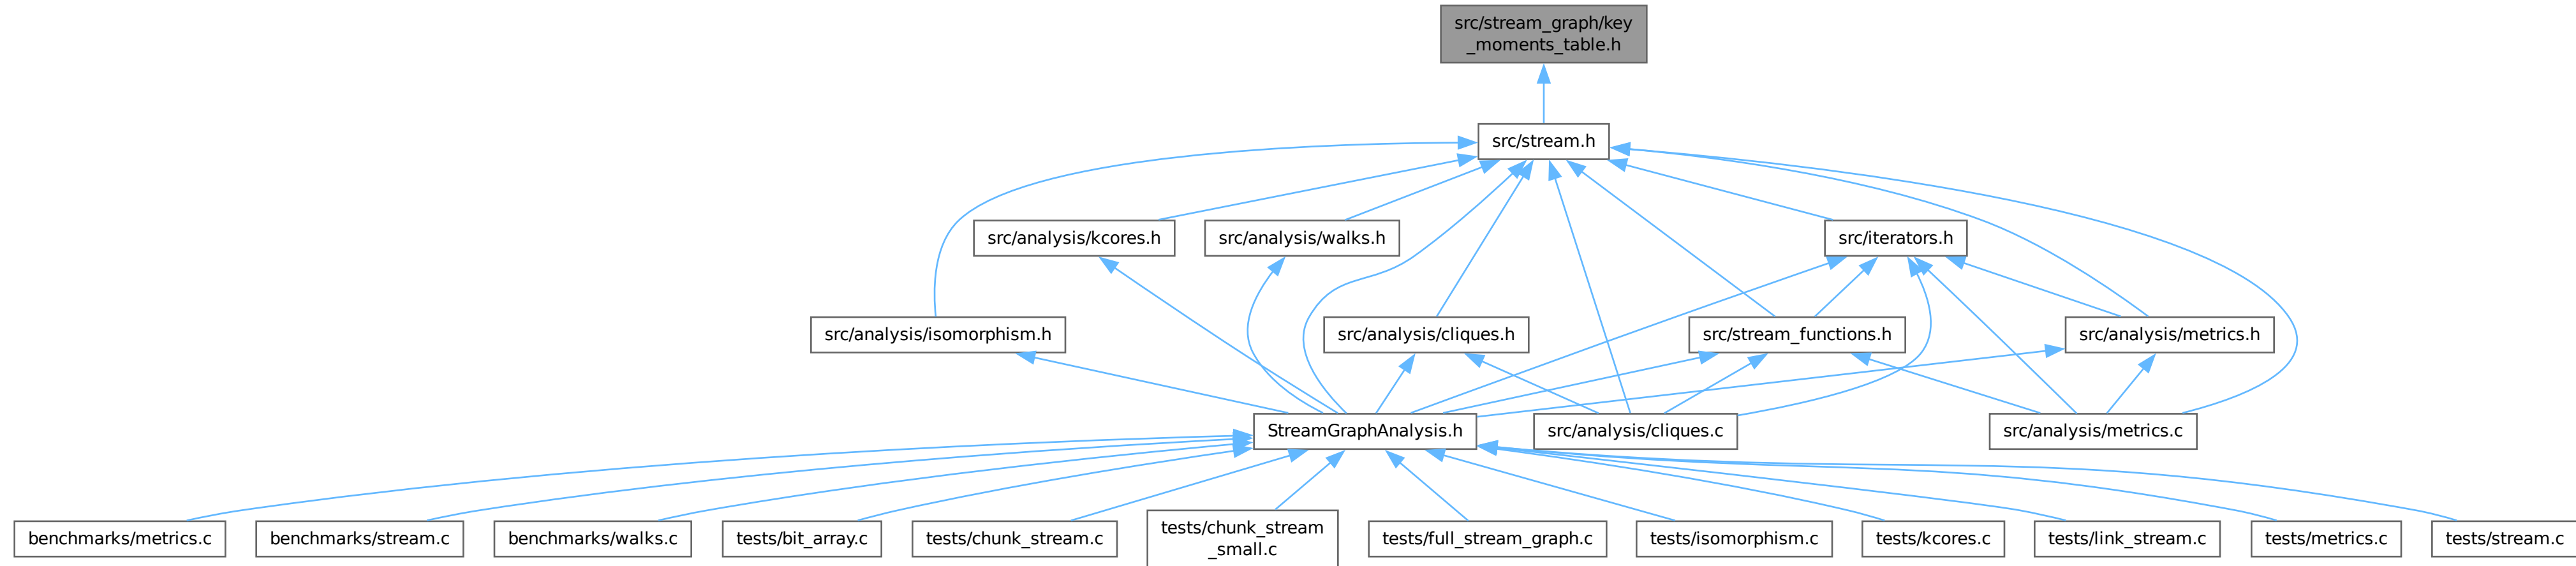 src/stream_graph/key
_moments_table.h
src/stream.h
src/analysis/kcores.h
src/analysis/walks.h
src/iterators.h
src/analysis/isomorphism.h
src/analysis/cliques.h
src/stream_functions.h
src/analysis/metrics.h
StreamGraphAnalysis.h
src/analysis/cliques.c
src/analysis/metrics.c
benchmarks/metrics.c
benchmarks/stream.c
benchmarks/walks.c
tests/bit_array.c
tests/chunk_stream.c
tests/chunk_stream
_small.c
tests/full_stream_graph.c
tests/isomorphism.c
tests/kcores.c
tests/link_stream.c
tests/metrics.c
tests/stream.c